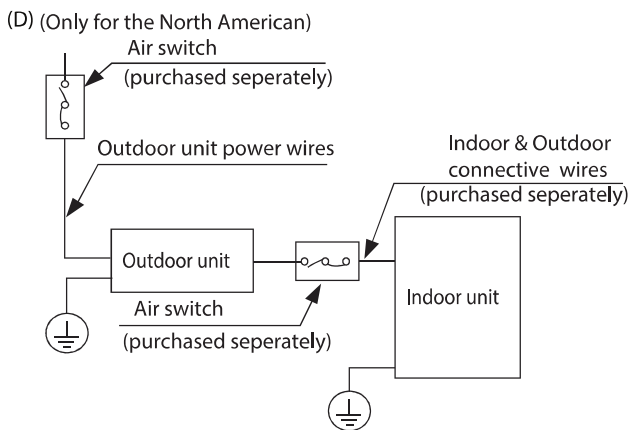 (D) (Only for the North American)
Air switch
(purchased seperately)
Outdoor unit power wires
Indoor & Outdoor
connective wires
(purchased seperately)
Outdoor unit
Indoor unit
Air switch
(purchased seperately)